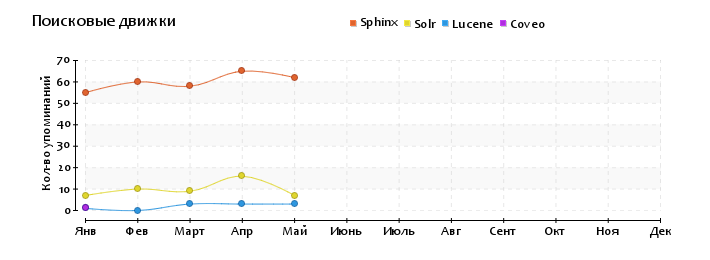 Поисковые движки
Sphinx Solr Lucene Coveo
Кол-во упоминаний
70
60
50
40
30
20
10
0
Янв Фев Март Апр Май Июнь Июль Авг Сент Окт Ноя Дек